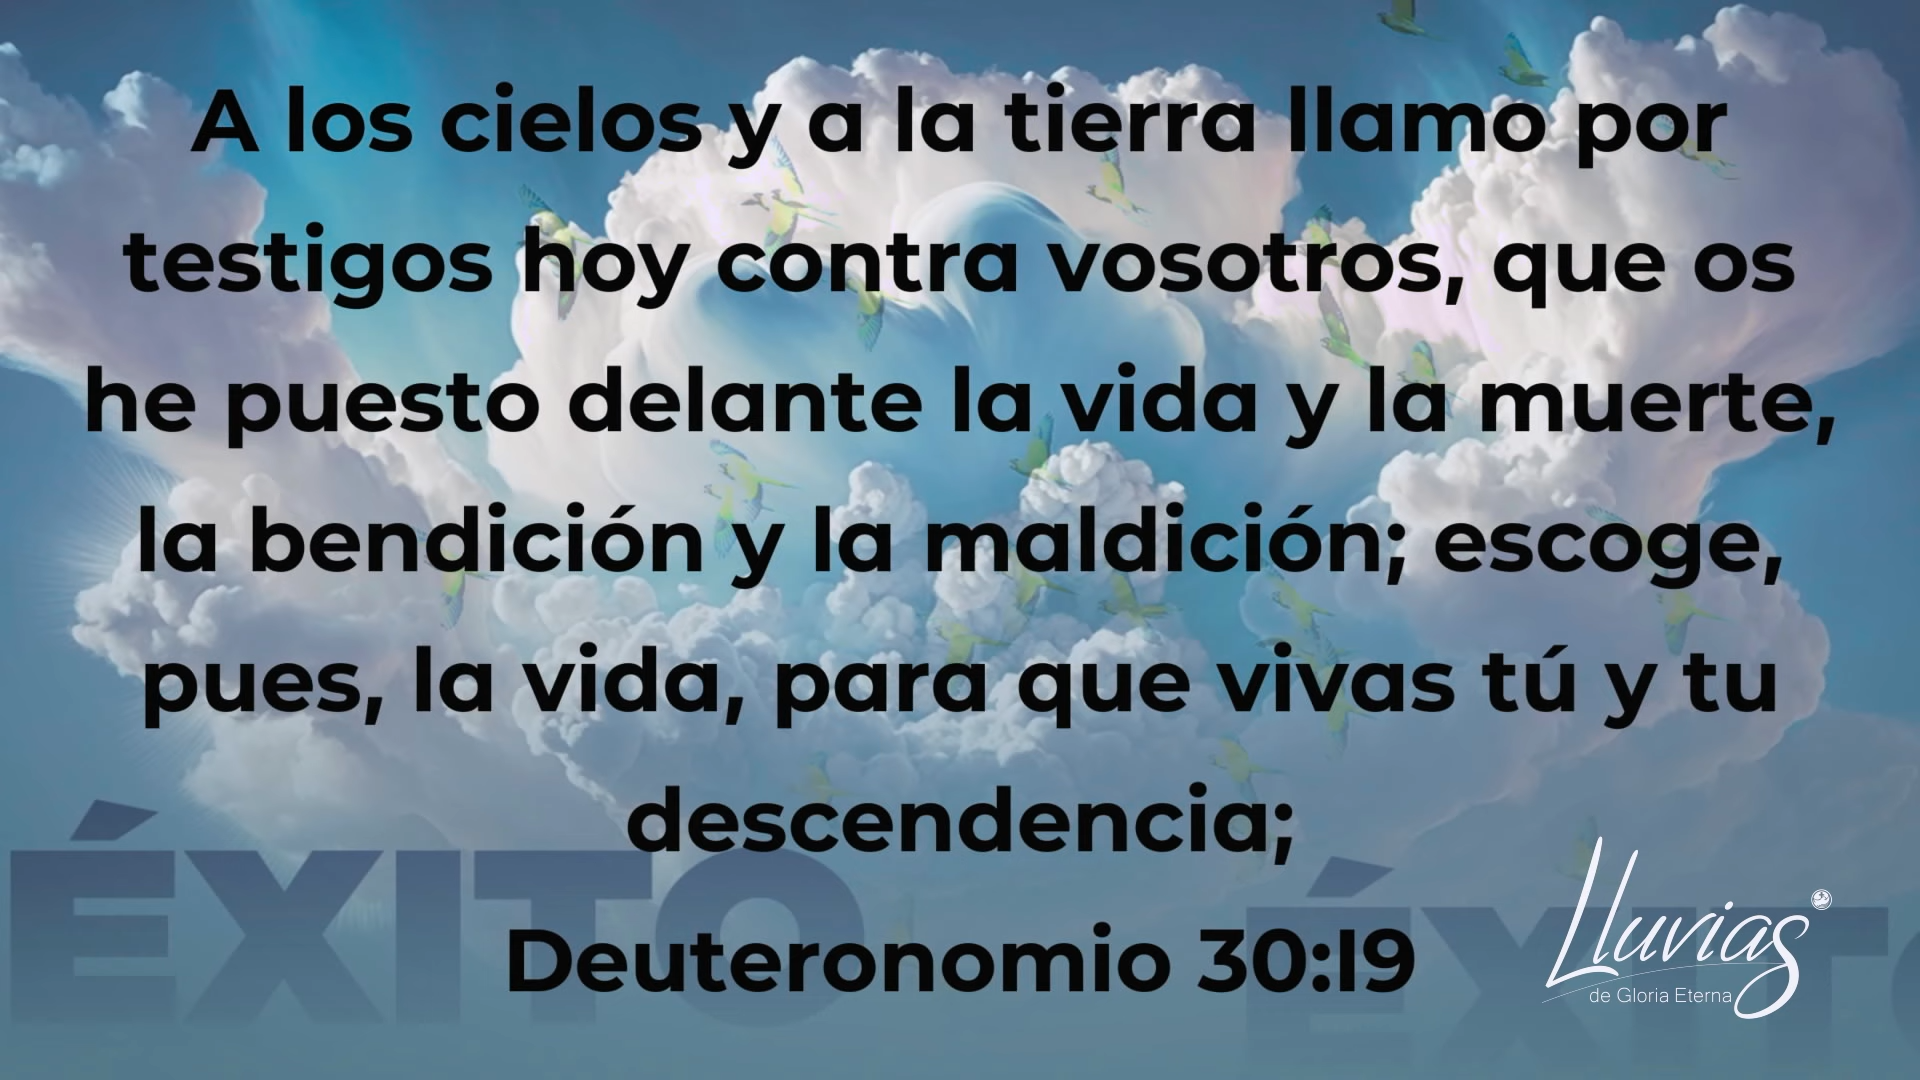 A los cielos y a la tierra llamo por
testigos hoy contra vosotros, que os
he puesto delante la vida y la muerte,
la bendición y la maldición; escoge,
pues, la vida, para que vivas tú y tu
descendencia;
Deuteronomio 30:19
ÉXITO
ÉXITO
Lluvias
de Gloria Eterna